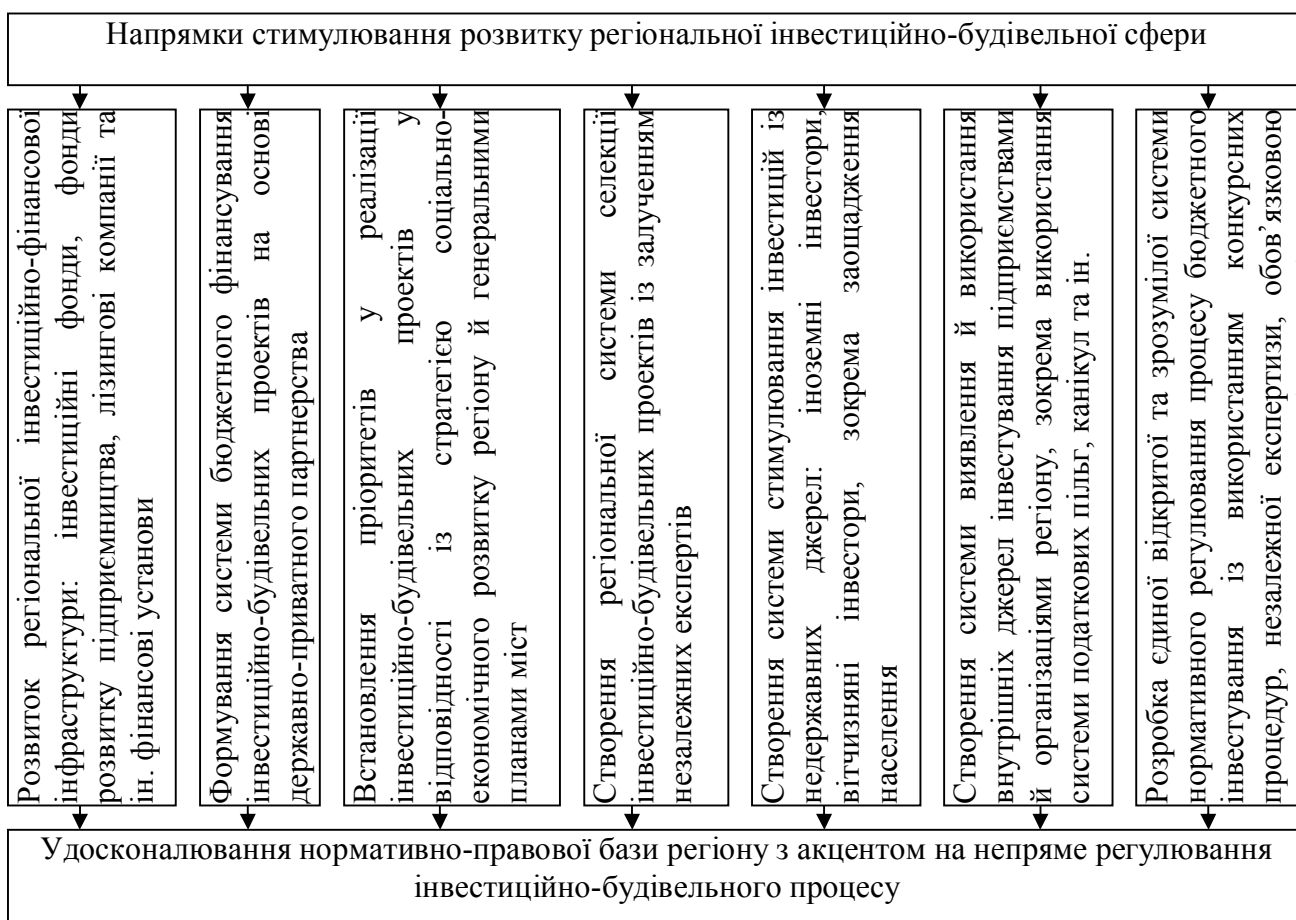 Напрямки стимулювання розвитку регіональної інвестиційно-будівельної сфери
Розвиток регіональної інвестиційно-фінансової
інфраструктури: інвестиційні фонди, фонди
розвитку підприємництва, лізингові компанії та
ін. фінансові установи
Формування системи бюджетного фінансування
інвестиційно-будівельних проектів на основі
державно-приватного партнерства
Встановлення пріоритетів у реалізації
інвестиційно-будівельних проектів у
відповідності із стратегією соціально-
економічного розвитку регіону й генеральними
планами міст
Створення регіональної системи селекції
інвестиційно-будівельних проектів із залученням
незалежних експертів
Створення системи стимулювання інвестицій із
недержавних джерел: іноземні інвестори,
вітчизняні інвестори, зокрема заощадження
населення
Створення системи виявлення й використання
внутрішніх джерел інвестування підприємствами
й організаціями регіону, зокрема використання
системи податкових пільг, канікул та ін.
Розробка єдиної відкритої та зрозумілої системи
нормативного регулювання процесу бюджетного
інвестування із використанням конкурсних
процедур, незалежної експертизи, обов’язковою
Удосконалювання нормативно-правової бази регіону з акцентом на непряме регулювання
інвестиційно-будівельного процесу